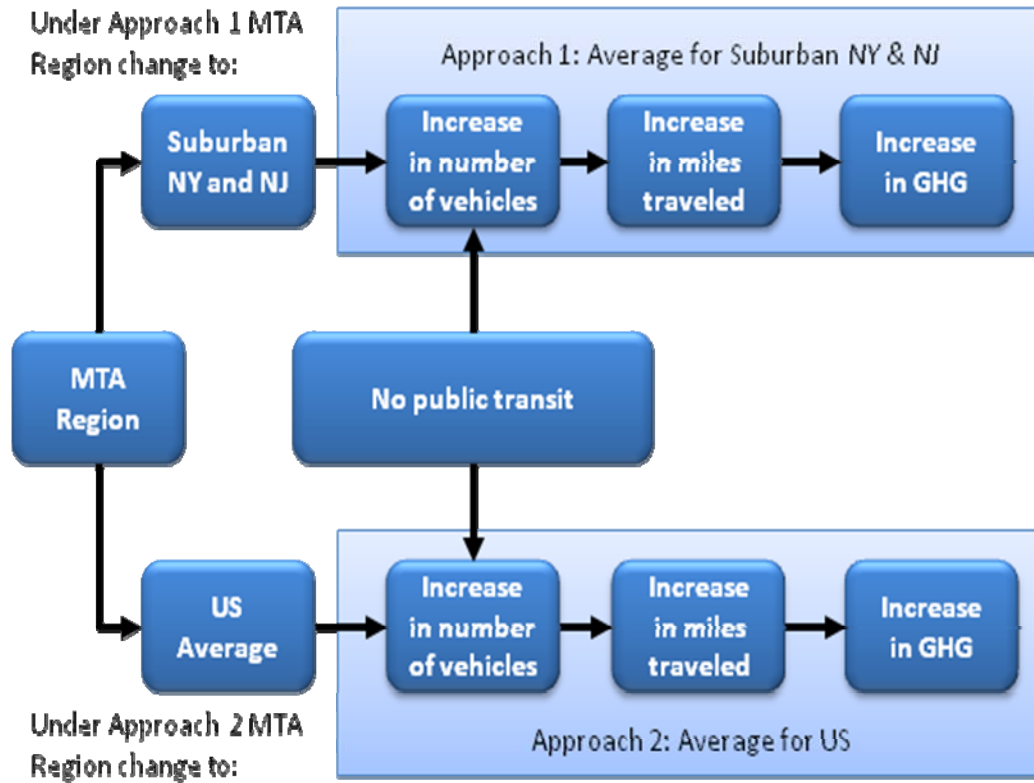 Under Approach 1 MTA
Region change to:
Approach 1: Average for Suburban NY & NJ
Suburban
NY and NJ
Increase
in number
of vehicles
Increase
in miles
traveled
Increase
in GHG
MTA
Region
No public transit
US
Average
Increase
in number
of vehicles
Increase
in miles
traveled
Increase
in GHG
Under Approach 2 MTA
Region change to:
Approach 2: Average for US